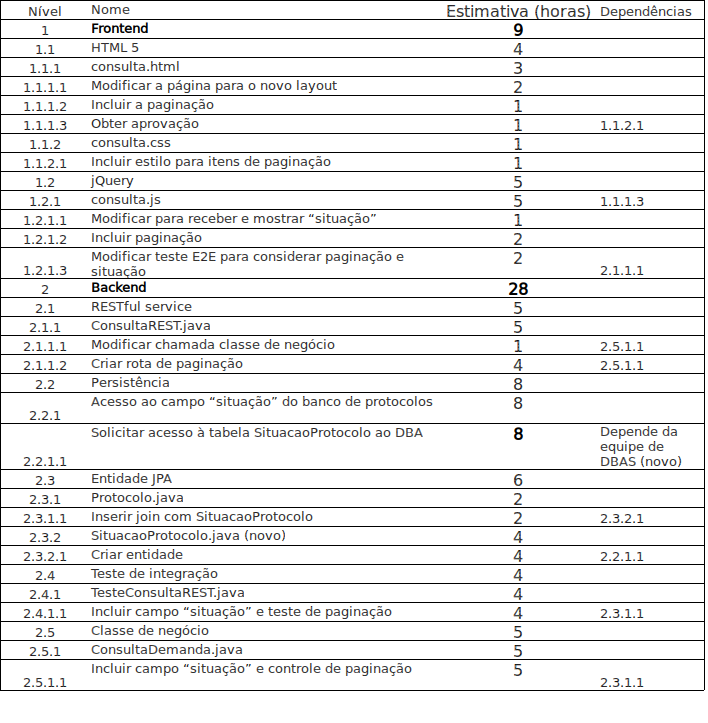 Nível Nome Estimativa (horas) Dependências
1 Frontend 9
1.1 HTML 5 4
1.1.1 consulta.html 3
1.1.1.1 Modificar a página para o novo layout 2
1.1.1.2 Incluir a paginação 1
1.1.1.3 Obter aprovação 1 1.1.2.1
1.1.2 consulta.css 1
1.1.2.1 Incluir estilo para itens de paginação 1
1.2 jQuery 5
1.2.1 consulta.js 5 1.1.1.3
1.2.1.1 Modificar para receber e mostrar “situação” 1
1.2.1.2 Incluir paginação 2
Modificar teste E2E para considerar paginação e 2
1.2.1.3 situação 2.1.1.1
2 Backend 28
2.1 RESTful service 5
2.1.1 ConsultaREST.java 5
2.1.1.1 Modificar chamada classe de negócio 1 2.5.1.1
2.1.1.2 Criar rota de paginação 4 2.5.1.1
2.2 Persistência 8
Acesso ao campo “situação” do banco de protocolos 8
2.2.1
Solicitar acesso à tabela SituacaoProtocolo ao DBA 8 Depende da
equipe de
2.2.1.1 DBAS (novo)
2.3 Entidade JPA 6
2.3.1 Protocolo.java 2
2.3.1.1 Inserir join com SituacaoProtocolo 2 2.3.2.1
2.3.2 SituacaoProtocolo.java (novo) 4
2.3.2.1 Criar entidade 4 2.2.1.1
2.4 Teste de integração 4
2.4.1 TesteConsultaREST.java 4
2.4.1.1 Incluir campo “situação” e teste de paginação 4 2.3.1.1
2.5 Classe de negócio 5
2.5.1 ConsultaDemanda.java 5
Incluir campo “situação” e controle de paginação 5
2.5.1.1 2.3.1.1